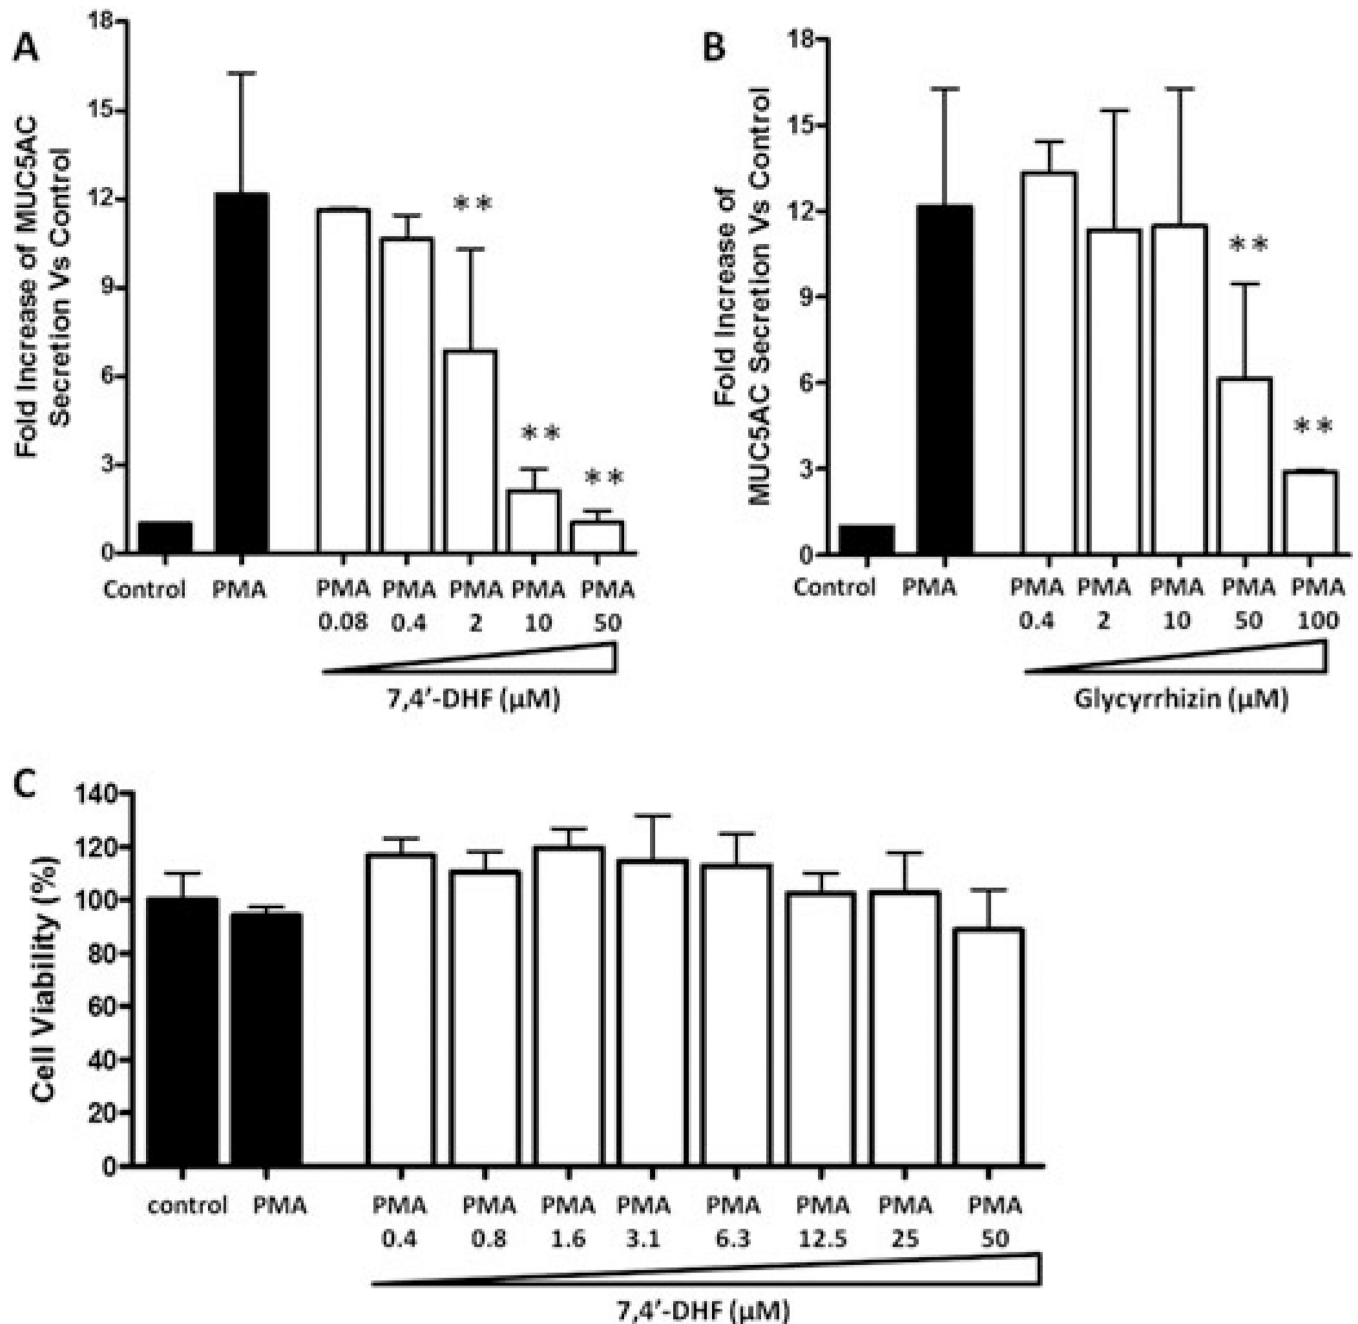 A
Fold Increase of MUC5AC
Secretion Vs Control
18
15
12
9
6
3
0
**
**
**
Control PMA PMA PMA PMA PMA PMA
0.08 0.4 2 10 50
7,4'-DHF (μM)
B
Fold Increase of
MUC5AC Secretion Vs Control
18
15
12
9
6
3
0
**
**
Control PMA PMA PMA PMA PMA PMA
0.4 2 10 50 100
Glycyrrhizin (μM)
C
Cell Viability (%)
140
120
100
80
60
40
20
0
control PMA PMA PMA PMA PMA PMA PMA PMA PMA
0.4 0.8 1.6 3.1 6.3 12.5 25 50
7,4'-DHF (μM)